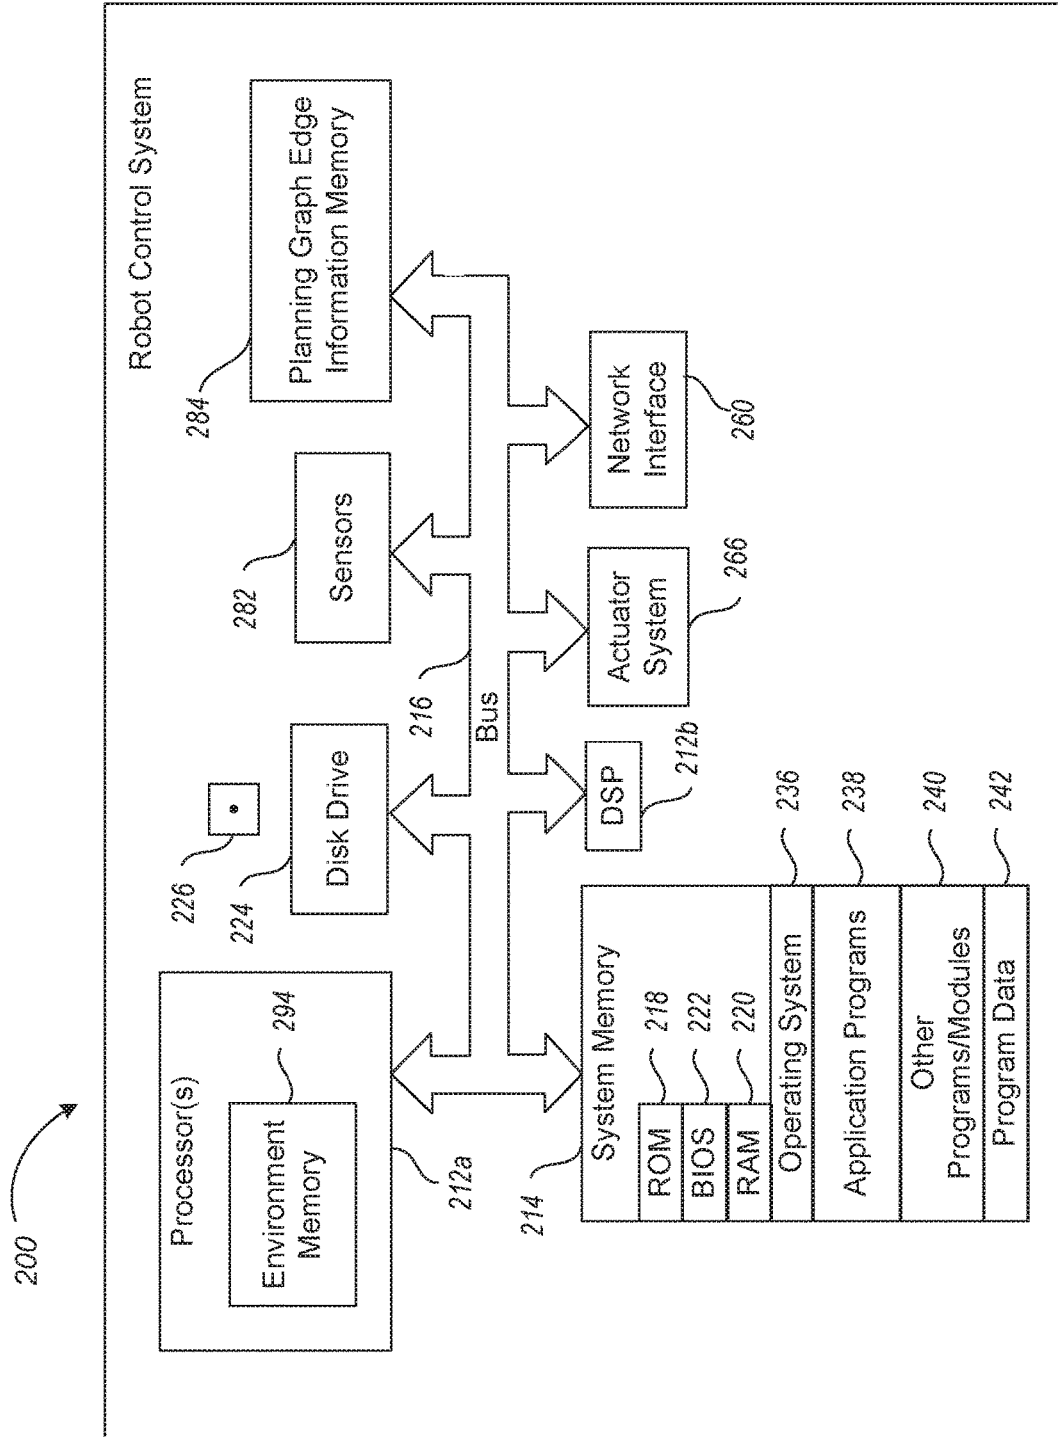 200
Robot Control System
Processor(s)
Environment
Memory
294
212a
226
224
Disk Drive
282
Sensors
284
Planning Graph Edge
Information Memory
216
Bus
214
System Memory
ROM
218
BIOS
222
RAM
220
Operating System
236
Application Programs
238
Other
Programs/Modules
240
Program Data
242
DSP
212b
Actuator
System
266
Network
Interface
260